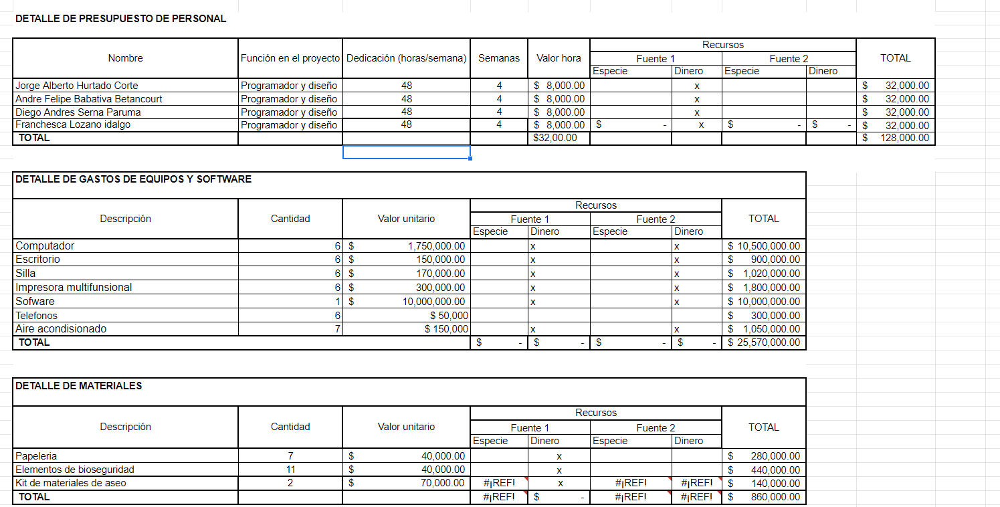 DETALLE DE PRESUPUESTO DE PERSONAL
Nombre Función en el proyecto Dedicación (horas/semana) Semanas Valor hora Recursos TOTAL
Fuente 1 Fuente 2
Especie Dinero Especie Dinero
Jorge Alberto Hurtado Corte Programador y diseño 48 4 $ 8,000.00 x $ 32,000.00
Andre Felipe Babativa Betancourt Programador y diseño 48 4 $ 8,000.00 x $ 32,000.00
Diego Andres Serna Paruma Programador y diseño 48 4 $ 8,000.00 x $ 32,000.00
Franchesca Lozano idalgo Programador y diseño 48 4 $ 8,000.00 $ - x $ - $ - $ 32,000.00
TOTAL $32,00.00 $ 128,000.00
DETALLE DE GASTOS DE EQUIPOS Y SOFTWARE
Descripción Cantidad Valor unitario Recursos TOTAL
Fuente 1 Fuente 2
Especie Dinero Especie Dinero
Computador 6 $ 1,750,000.00 x x $ 10,500,000.00
Escritorio 6 $ 150,000.00 x x $ 900,000.00
Silla 6 $ 170,000.00 x x $ 1,020,000.00
Impresora multifunsional 6 $ 300,000.00 x x $ 1,800,000.00
Sofware 1 $ 10,000,000.00 x x $ 10,000,000.00
Telefonos 6 $ 50,000 $ 300,000.00
Aire acondisionado 7 $ 150,000 x x $ 1,050,000.00
TOTAL $ - $ - $ - $ - $ 25,570,000.00
DETALLE DE MATERIALES
Descripción Cantidad Valor unitario Recursos TOTAL
Fuente 1 Fuente 2
Especie Dinero Especie Dinero
Papeleria 7 $ 40,000.00 x $ 280,000.00
Elementos de bioseguridad 11 $ 40,000.00 x $ 440,000.00
Kit de materiales de aseo 2 $ 70,000.00 #¡REF! x #¡REF! #¡REF! $ 140,000.00
TOTAL #¡REF! $ - #¡REF! #¡REF! $ 860,000.00